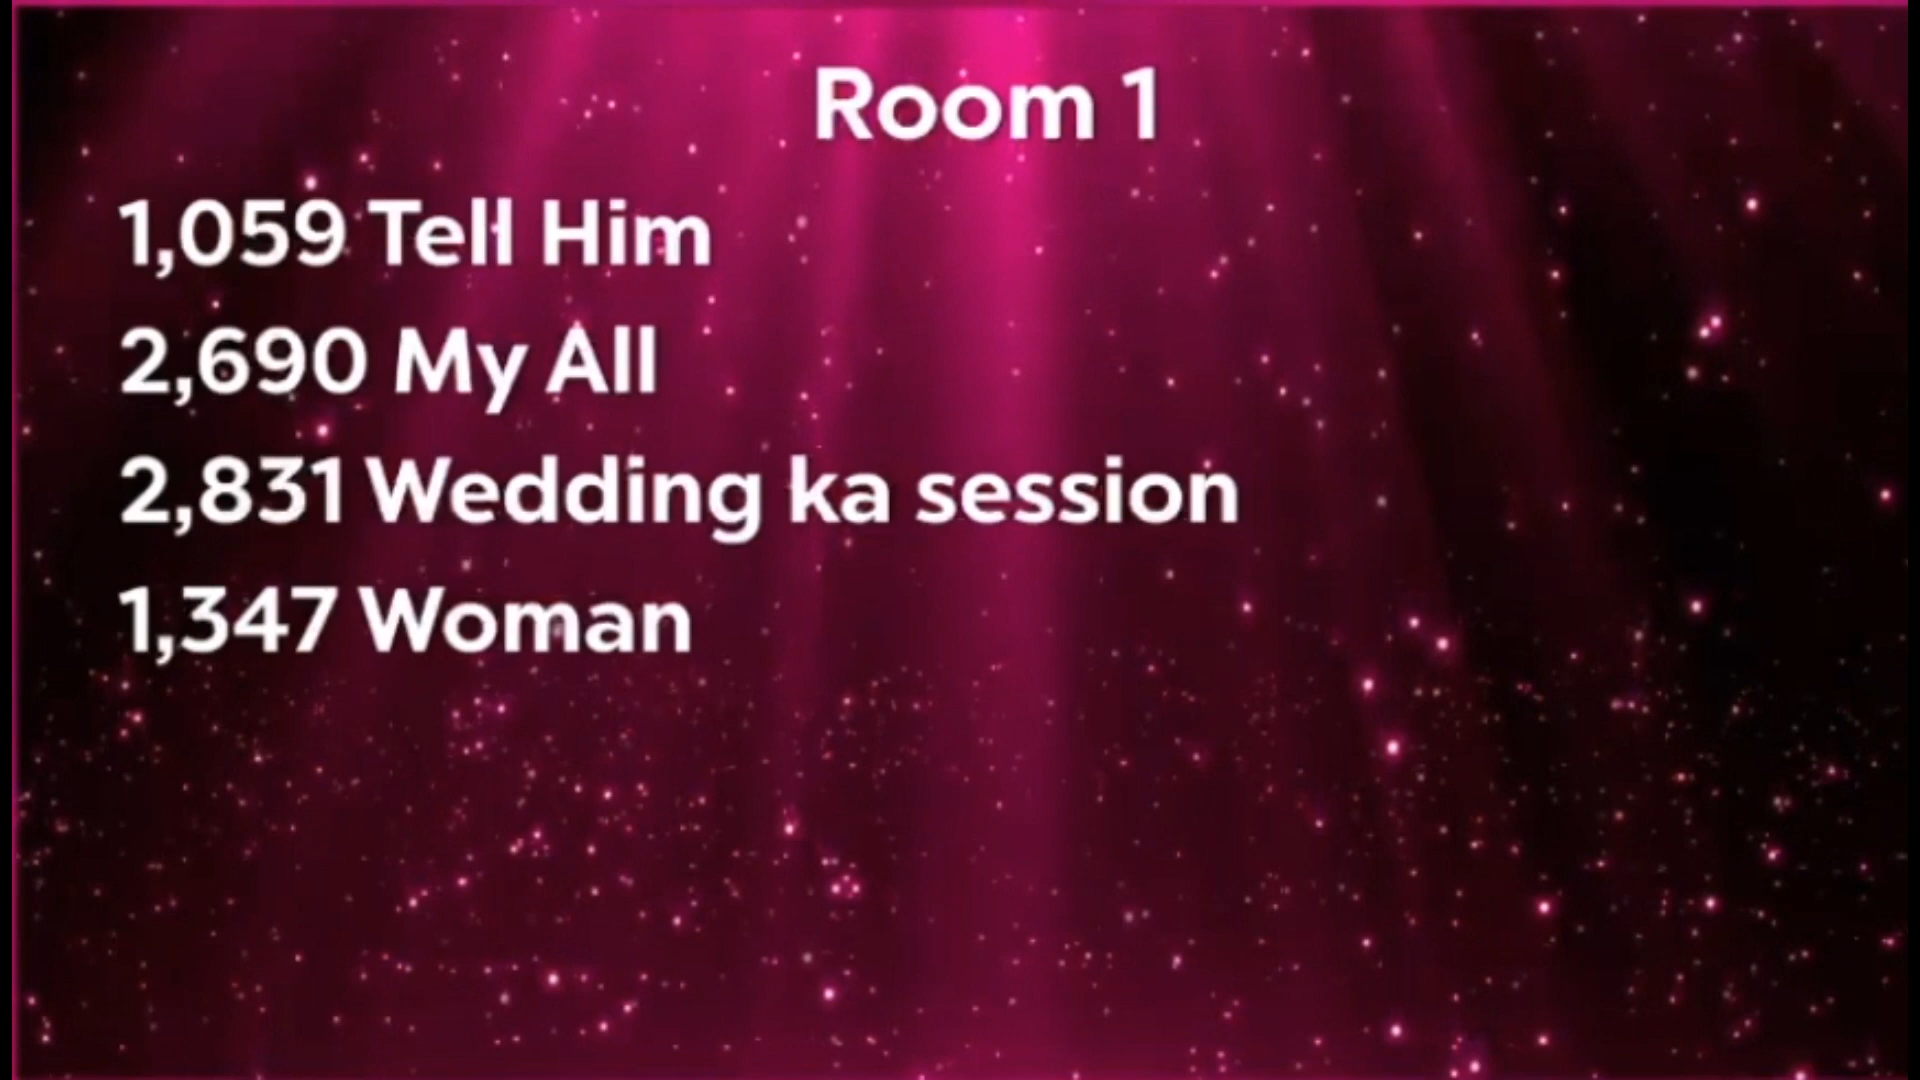 Room 1
1,059 Tell Him
2,690 My All
2,831 Wedding ka session
1,347 Woman